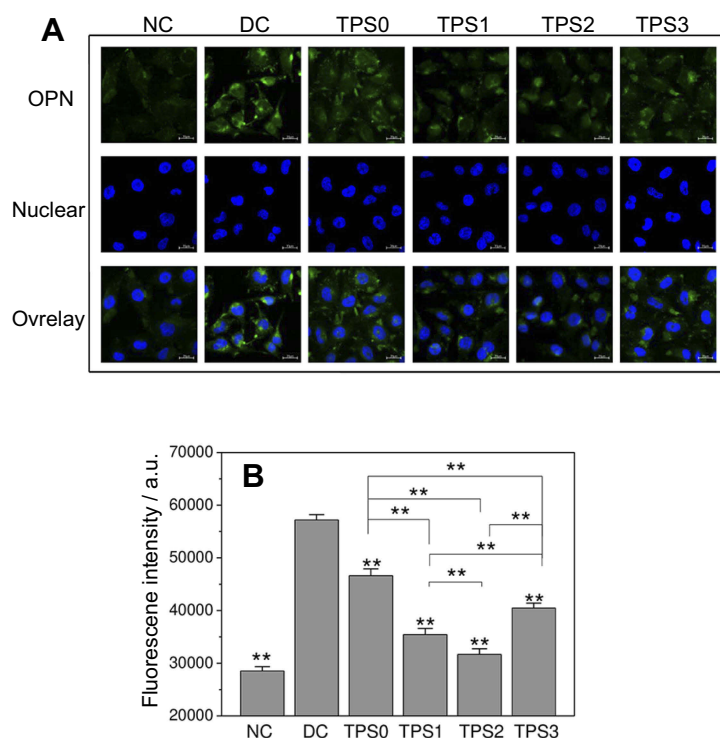 A
NC DC TPS0 TPS1 TPS2 TPS3
OPN
Nuclear
Ovrelay
B
Fluorescene intensity / a.u.
70000
60000
50000
40000
30000
20000
**
**
**
**
**
**
**
**
**
**
**
NC DC TPS0 TPS1 TPS2 TPS3